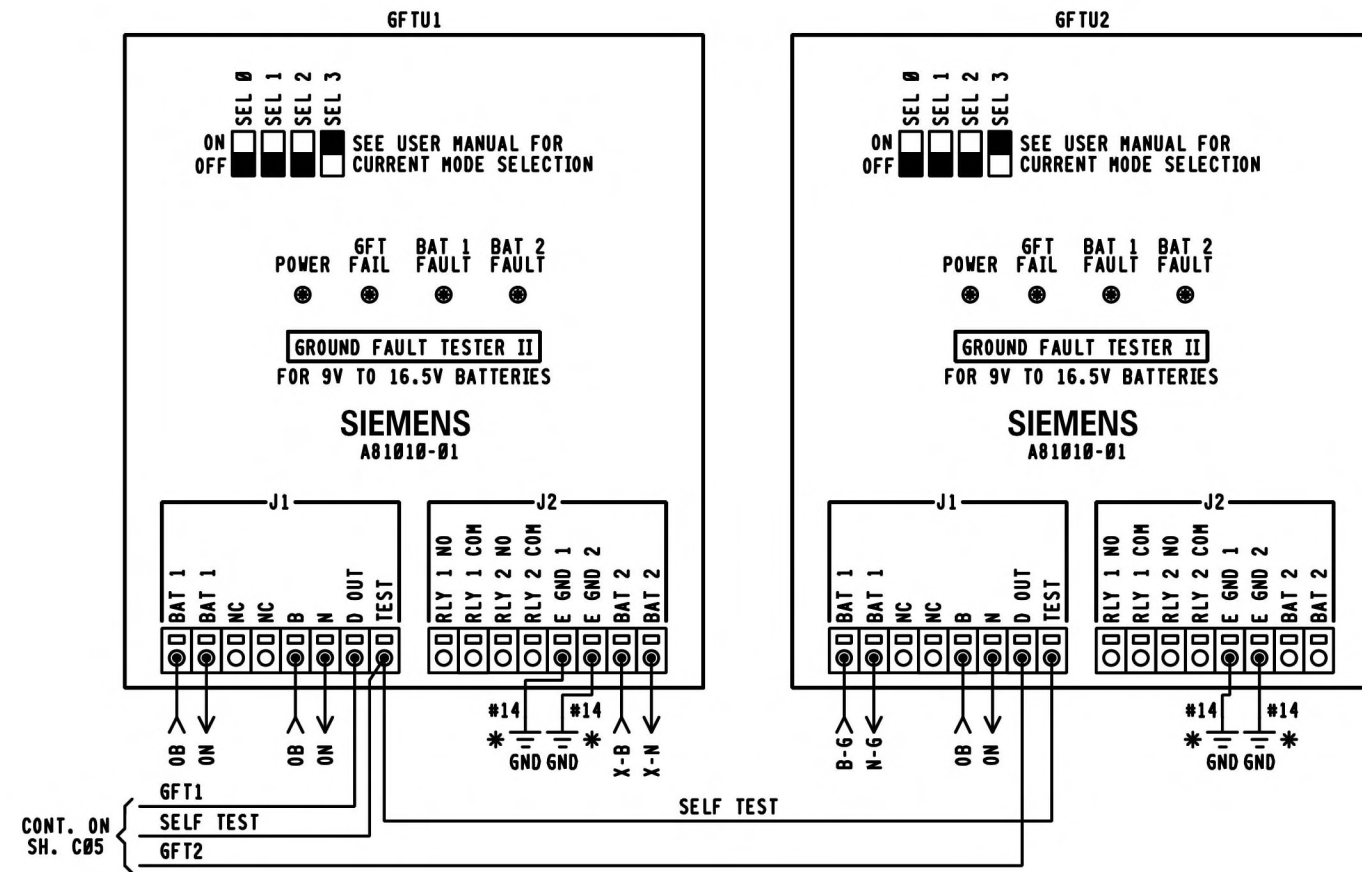 GFTU1
SEL Ø
SEL 1
SEL 2
SEL 3
ON
OFF
SEE USER MANUAL FOR
CURRENT MODE SELECTION
POWER
GFT
FAIL
BAT 1
FAULT
BAT 2
FAULT
GROUND FAULT TESTER II
FOR 9V TO 16.5V BATTERIES
SIEMENS
A81Ø1Ø-Ø1
J1
BAT 1
BAT 1
NC
NC
B
N
D OUT
TEST
J2
RLY 1 NO
RLY 1 COM
RLY 2 NO
RLY 2 COM
E GND 1
E GND 2
BAT 2
BAT 2
OB
ON
OB
ON
#14
#14
*
*
GND
GND
X-B
X-N
GFTU2
SEL Ø
SEL 1
SEL 2
SEL 3
ON
OFF
SEE USER MANUAL FOR
CURRENT MODE SELECTION
POWER
GFT
FAIL
BAT 1
FAULT
BAT 2
FAULT
GROUND FAULT TESTER II
FOR 9V TO 16.5V BATTERIES
SIEMENS
A81Ø1Ø-Ø1
J1
BAT 1
BAT 1
NC
NC
B
N
D OUT
TEST
J2
RLY 1 NO
RLY 1 COM
RLY 2 NO
RLY 2 COM
E GND 1
E GND 2
BAT 2
BAT 2
B-G
N-G
OB
ON
#14
#14
*
*
GND
GND
CONT. ON
SH. CØ5
GFT1
SELF TEST
GFT2
SELF TEST